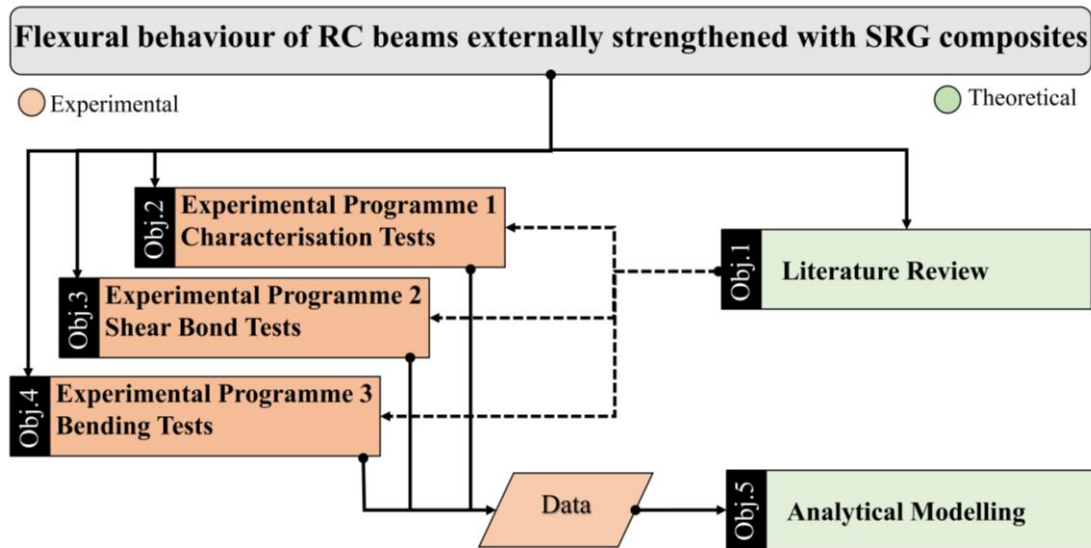 Flexural behaviour of RC beams externally strengthened with SRG composites
Experimental
Theoretical
Obj.2
Experimental Programme 1
Characterisation Tests
Obj.1
Literature Review
Obj.3
Experimental Programme 2
Shear Bond Tests
Obj.4
Experimental Programme 3
Bending Tests
Data
Obj.5
Analytical Modelling